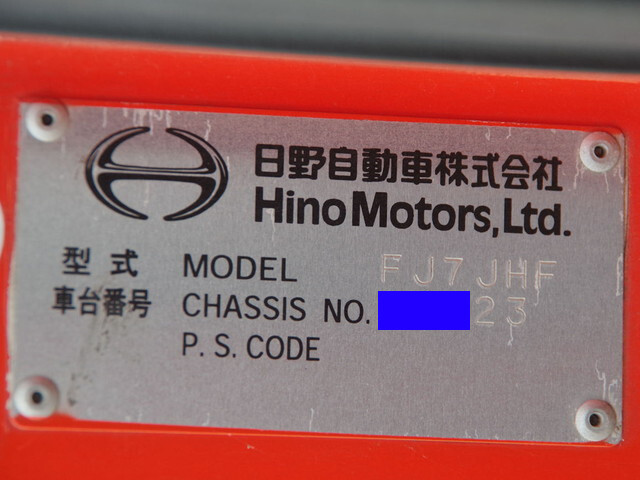 日野自動車株式会社
Hino Motors, Ltd.
型式 MODEL FJ7JHF
車台番号 CHASSIS NO. 23
P. S. CODE